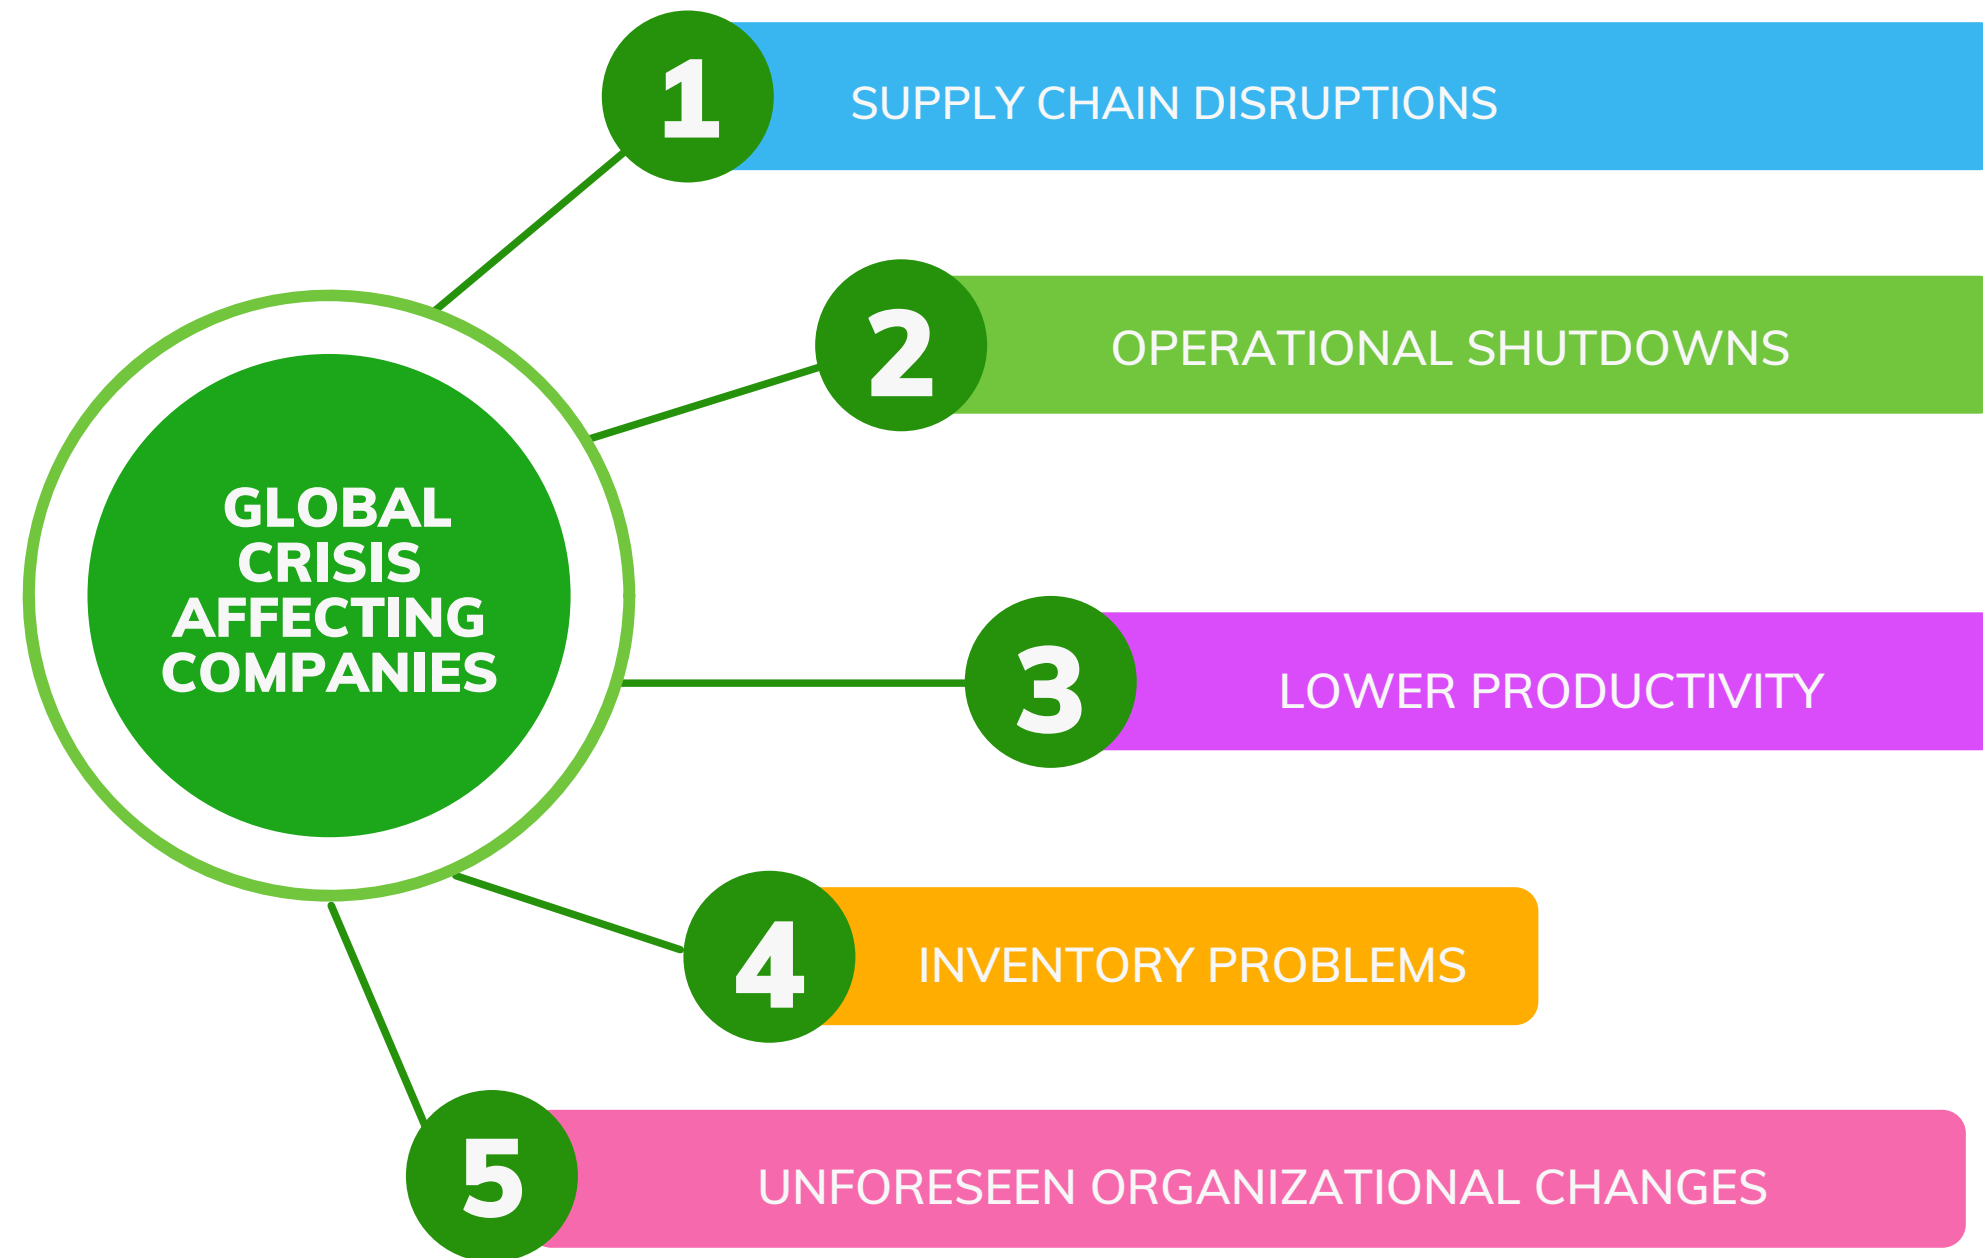 GLOBAL
CRISIS
AFFECTING
COMPANIES
1
SUPPLY CHAIN DISRUPTIONS
2
OPERATIONAL SHUTDOWNS
3
LOWER PRODUCTIVITY
4
INVENTORY PROBLEMS
5
UNFORESEEN ORGANIZATIONAL CHANGES